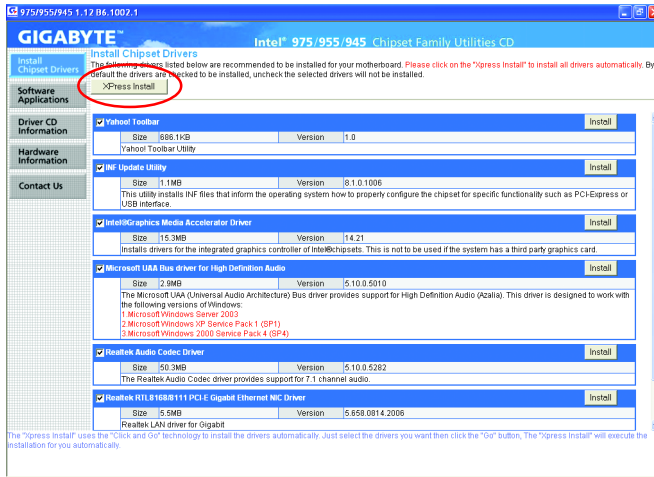 975/955/945 1.12 B6.1002.1
GIGABYTE™
Intel® 975/955/945 Chipset Family Utilities CD
Install
Chipset Drivers
Software
Applications
Driver CD
Information
Hardware
Information
Contact Us
Install Chipset Drivers
The following drivers listed below are recommended to be installed for your motherboard. Please click on the "Xpress Install" to install all drivers automatically. By
default the drivers are checked to be installed, uncheck the selected drivers will not be installed.
XPress Install
Yahoo! Toolbar Install
Size 686.1KB Version 1.0
Yahoo! Toolbar Utility
INF Update Utility Install
Size 1.1MB Version 8.1.0.1006
This utility installs INF files that inform the operating system how to properly configure the chipset for specific functionality such as PCI-Express or
USB interface.
Intel®Graphics Media Accelerator Driver Install
Size 15.3MB Version 14.21
Installs drivers for the integrated graphics controller of Intel®chipsets. This is not to be used if the system has a third party graphics card.
Microsoft UAA Bus driver for High Definition Audio Install
Size 2.9MB Version 5.10.0.5010
The Microsoft UAA (Universal Audio Architecture) Bus driver provides support for High Definition Audio (Azalia). This driver is designed to work with
the following versions of Windows:
1.Microsoft Windows Server 2003
2.Microsoft Windows XP Service Pack 1 (SP1)
3.Microsoft Windows 2000 Service Pack 4 (SP4)
Realtek Audio Codec Driver Install
Size 50.3MB Version 5.10.0.5282
The Realtek Audio Codec driver provides support for 7.1 channel audio.
Realtek RTL8168/8111 PCI-E Gigabit Ethernet NIC Driver Install
Size 5.5MB Version 5.658.0814.2006
Realtek LAN driver for Gigabit
The "Xpress Install" uses the "Click and Go" technology to install the drivers automatically. Just select the drivers you want then click the "Go" button, The "Xpress Install" will execute the
installation for you automatically.